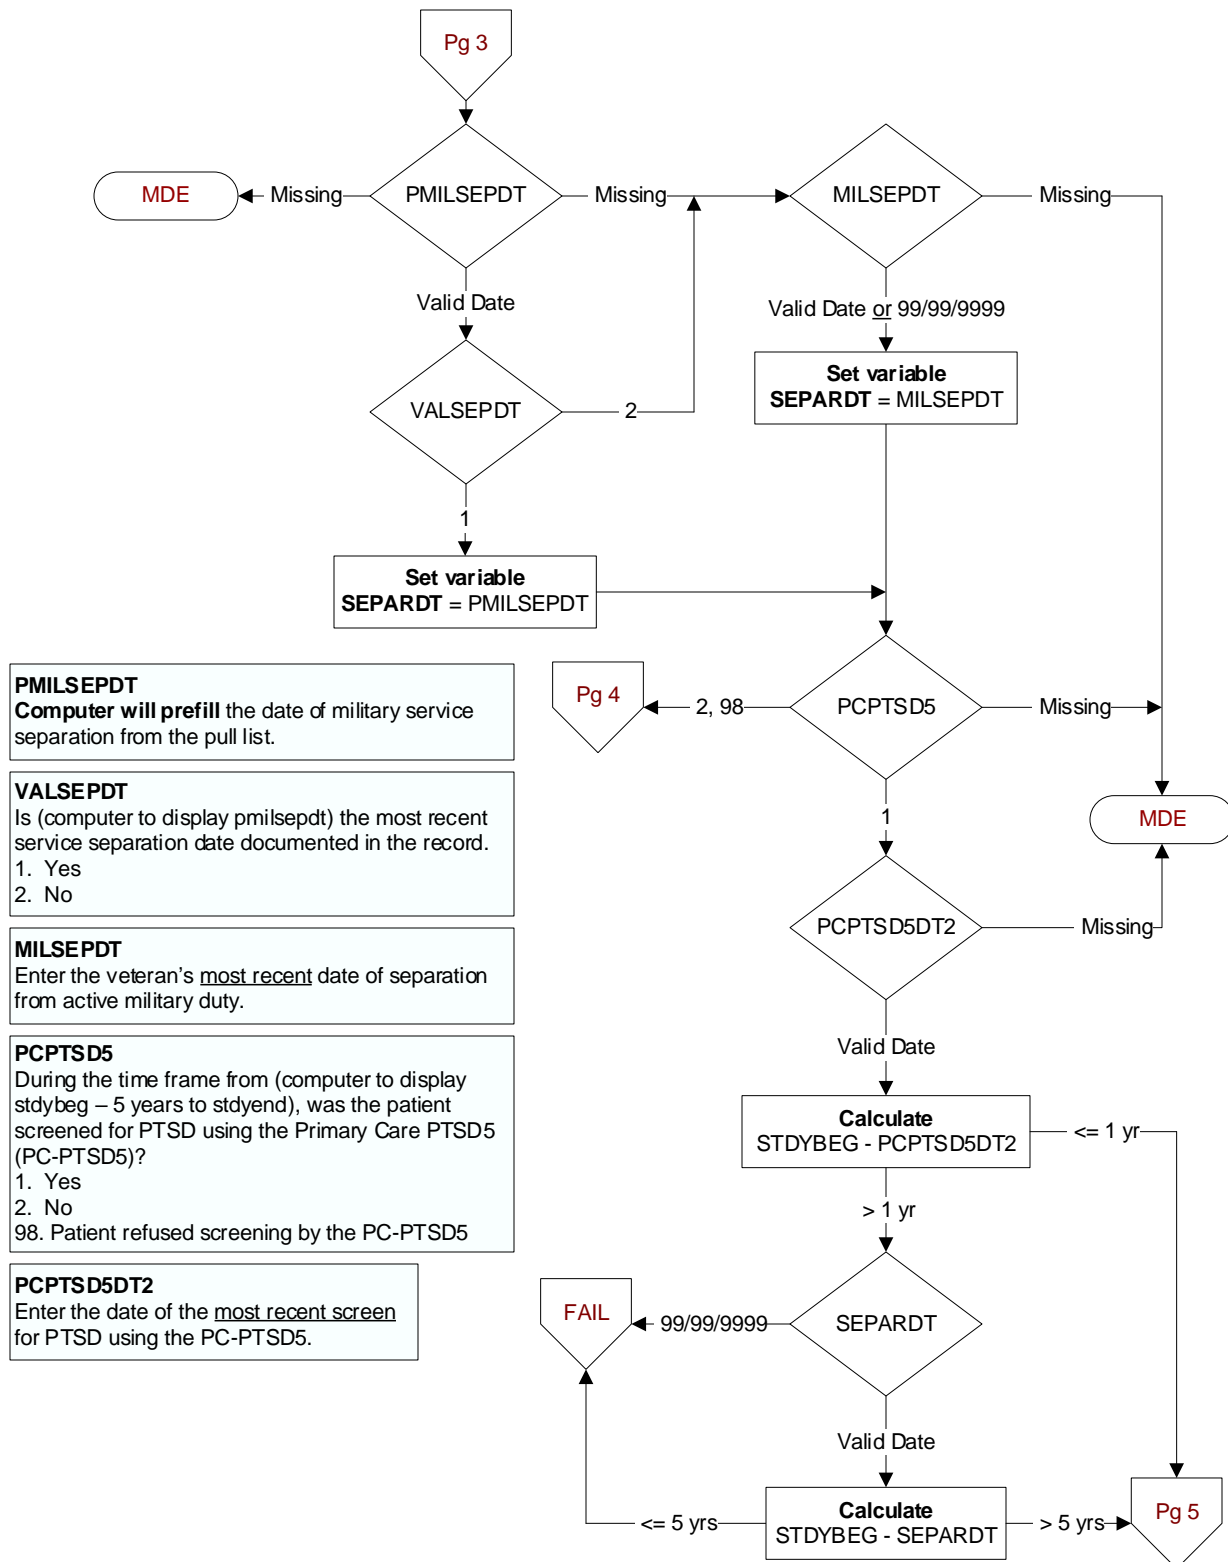 Pg 3
MDE
Missing
PMILSEPDT
Missing
MILSEPDT
Missing
Valid Date
Valid Date or 99/99/9999
VALSEPDT
2
Set variable
SEPARDT = MILSEPDT
1
Set variable
SEPARDT = PMILSEPDT
PMILSEPDT
Computer will prefill the date of military service
separation from the pull list.
VALSEPDT
Is (computer to display pmilsepdt) the most recent
service separation date documented in the record.
1. Yes
2. No
MILSEPDT
Enter the veteran's most recent date of separation
from active military duty.
PCPTSD5
During the time frame from (computer to display
stdybeg – 5 years to stdyend), was the patient
screened for PTSD using the Primary Care PTSD5
(PC-PTSD5)?
1. Yes
2. No
98. Patient refused screening by the PC-PTSD5
PCPTSD5DT2
Enter the date of the most recent screen
for PTSD using the PC-PTSD5.
Pg 4
2, 98
PCPTSD5
Missing
1
MDE
PCPTSD5DT2
Missing
Valid Date
Calculate
STDYBEG - PCPTSD5DT2
<= 1 yr
> 1 yr
FAIL
99/99/9999
SEPARDT
Valid Date
<= 5 yrs
Calculate
STDYBEG - SEPARDT
> 5 yrs
Pg 5